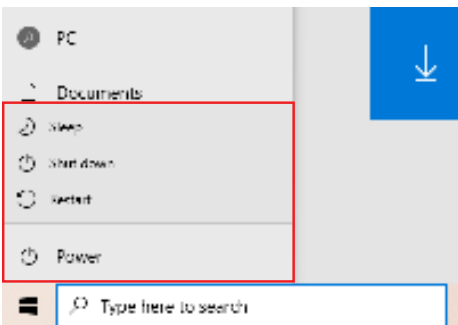 PC
Documents
Sleep
Shut down
Restart
Power
Type here to search